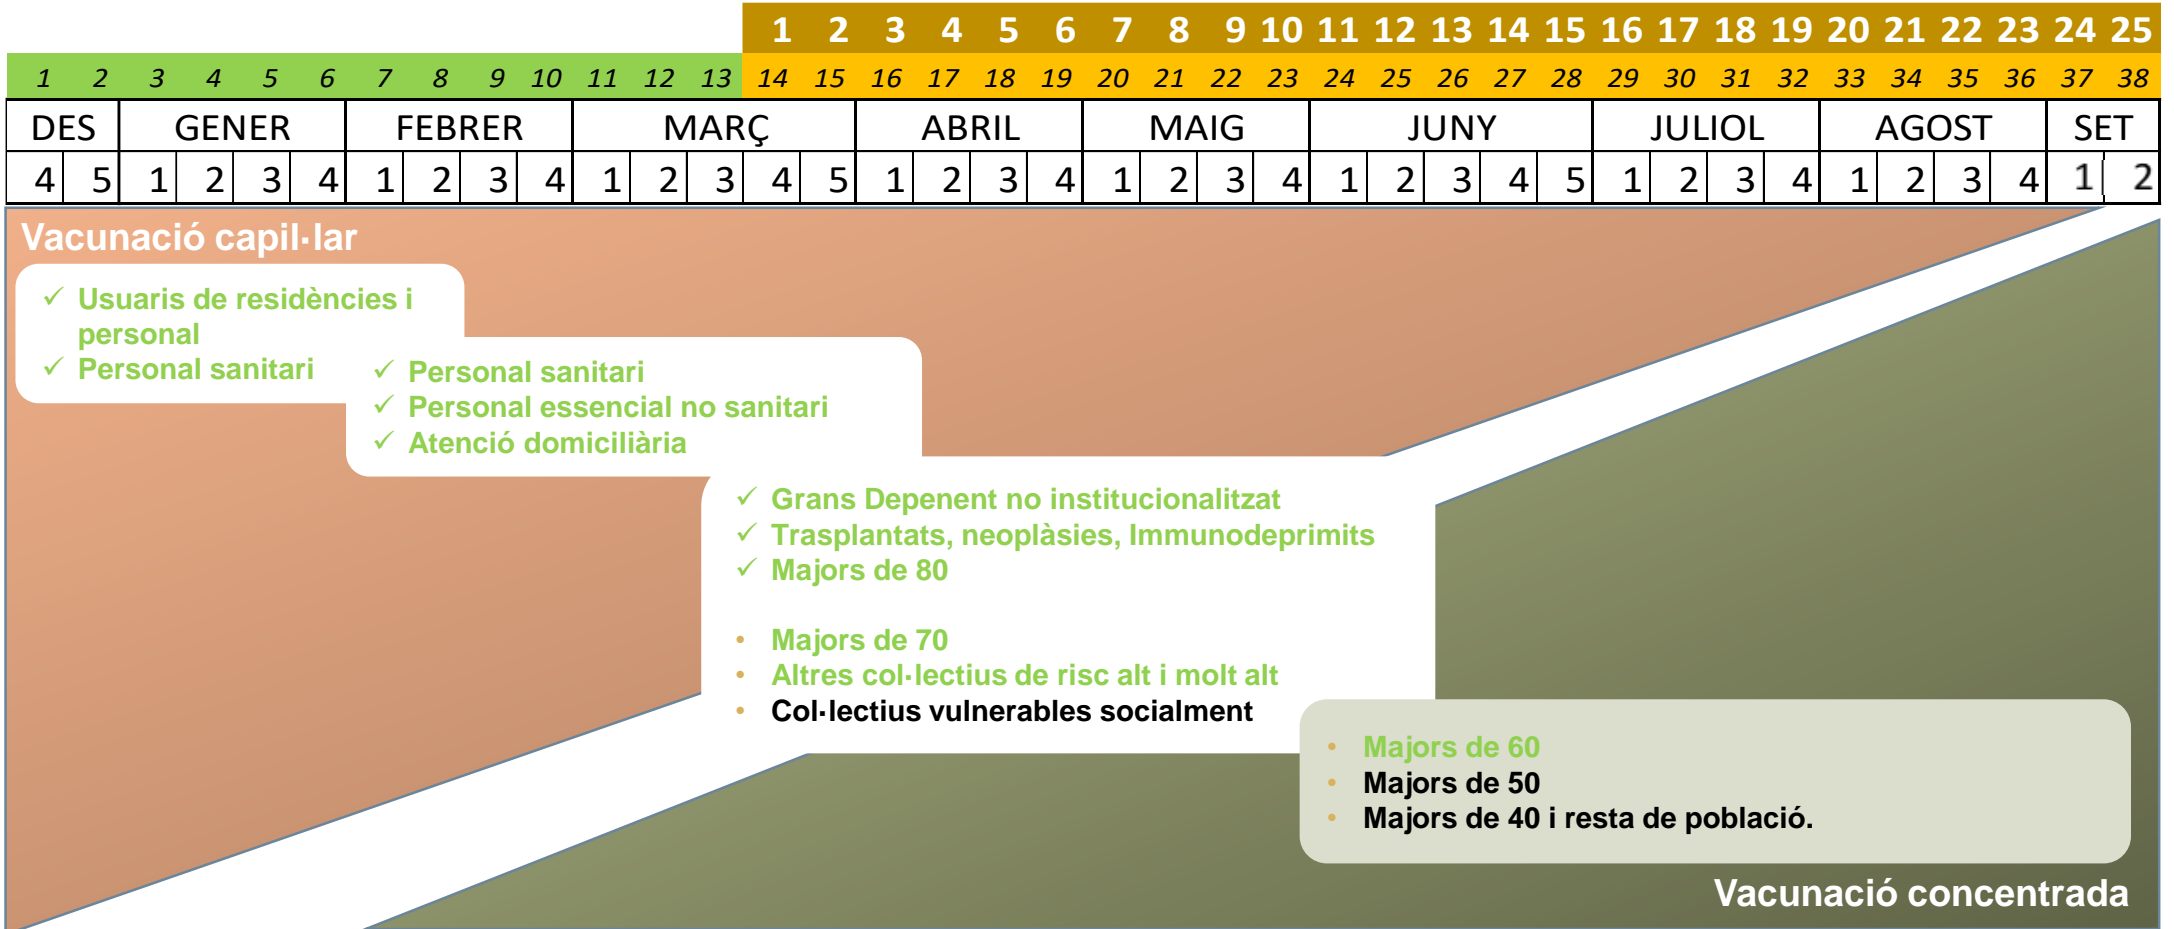 1 2 3 4 5 6 7 8 9 10 11 12 13 14 15 16 17 18 19 20 21 22 23 24 25
1 2 3 4 5 6 7 8 9 10 11 12 13 14 15 16 17 18 19 20 21 22 23 24 25 26 27 28 29 30 31 32 33 34 35 36 37 38
DES GENER FEBRER MARÇ ABRIL MAIG JUNY JULIOL AGOST SET
4 5 1 2 3 4 1 2 3 4 1 2 3 4 5 1 2 3 4 1 2 3 4 1 2 3 4 5 1 2 3 4 1 2 3 4 1 2
Vacunació capil·lar
✓ Usuaris de residències i
personal
✓ Personal sanitari
✓ Personal sanitari
✓ Personal essencial no sanitari
✓ Atenció domiciliària
✓ Grans Depenent no institucionalitzat
✓ Trasplantats, neoplàsies, Immunodeprimits
✓ Majors de 80
• Majors de 70
• Altres col·lectius de risc alt i molt alt
• Col·lectius vulnerables socialment
• Majors de 60
• Majors de 50
• Majors de 40 i resta de població.
Vacunació concentrada